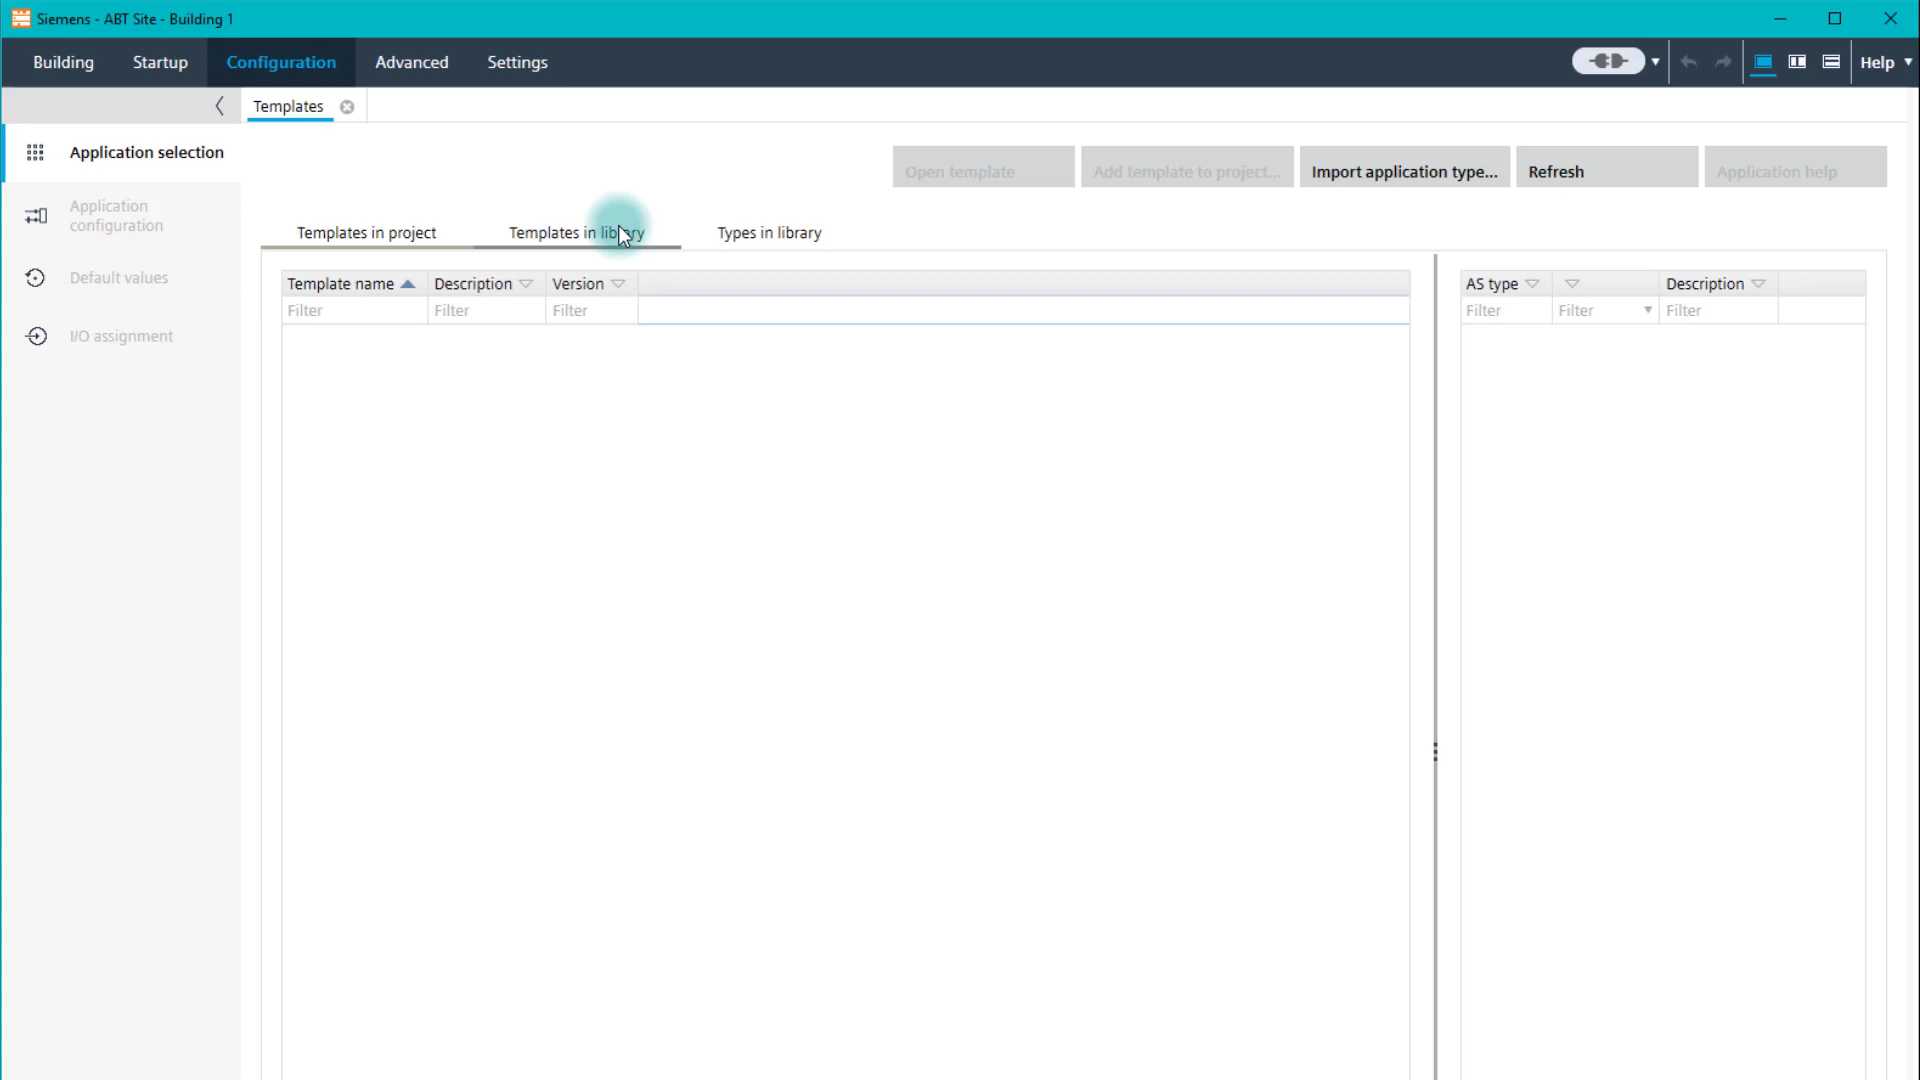 Siemens - ABT Site - Building 1
Building Startup Configuration Advanced Settings Help
Templates
Application selection
Application
configuration
Default values
I/O assignment
Open template Add template to project... Import application type... Refresh Application help
Templates in project Templates in library Types in library
Template name Description Version AS type Description
Filter Filter Filter Filter Filter Filter